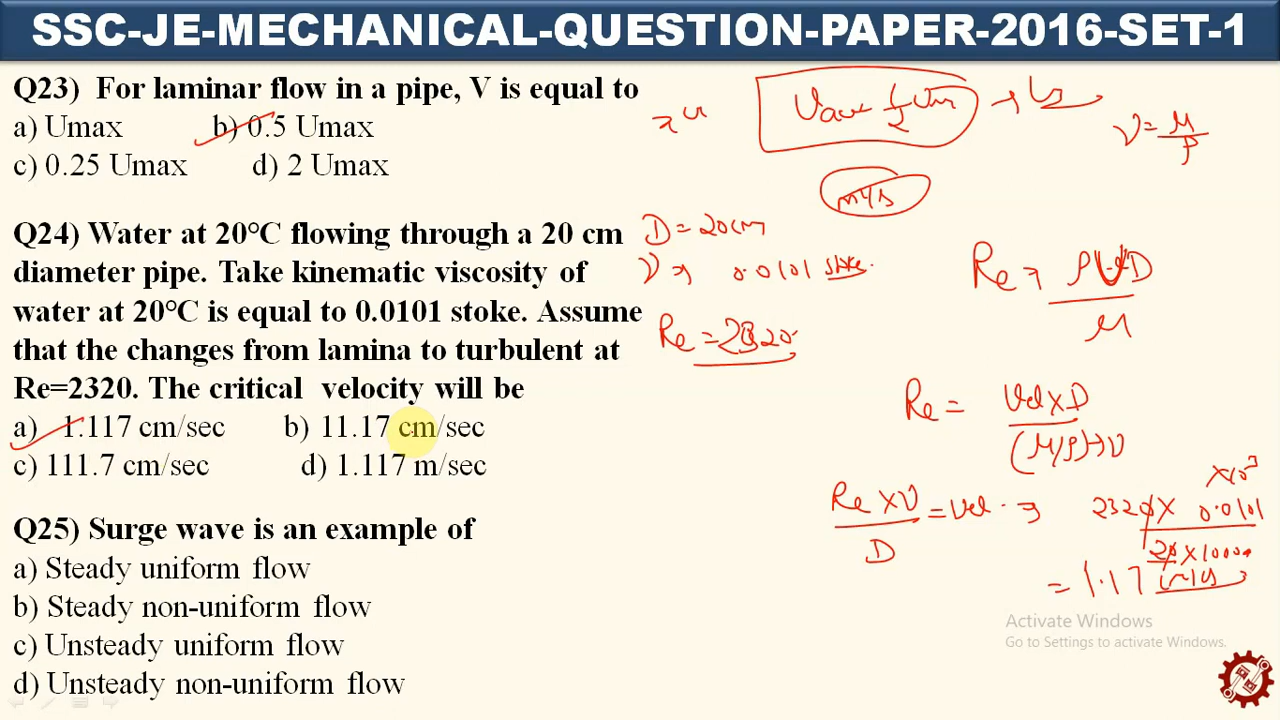 SSC-JE-MECHANICAL-QUESTION-PAPER-2016-SET-1
Q23) For laminar flow in a pipe, V is equal to
a) Umax b) 0.5 Umax
c) 0.25 Umax d) 2 Umax
Q24) Water at 20°C flowing through a 20 cm
diameter pipe. Take kinematic viscosity of
water at 20°C is equal to 0.0101 stoke. Assume
that the changes from lamina to turbulent at
Re=2320. The critical velocity will be
a) 1.117 cm/sec b) 11.17 cm/sec
c) 111.7 cm/sec d) 1.117 m/sec
Q25) Surge wave is an example of
a) Steady uniform flow
b) Steady non-uniform flow
c) Unsteady uniform flow
d) Unsteady non-uniform flow
ν = μ/ρ
D = 20cm
ν → 0.0101 stoke.
Re = 2320
Re =
μ
Re = Vel x D
(μ/ρ)→ν
Re x ν / D = Vel. →
2320 x 0.0101
= 1.17
Activate Windows
Go to Settings to activate Windows.